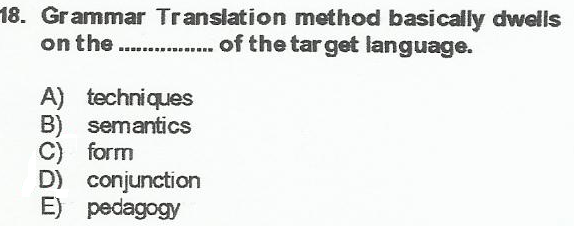 18. Grammar Translation method basically dwells
on the ................ of the target language.
A) techniques
B) semantics
C) form
D) conjunction
E) pedagogy